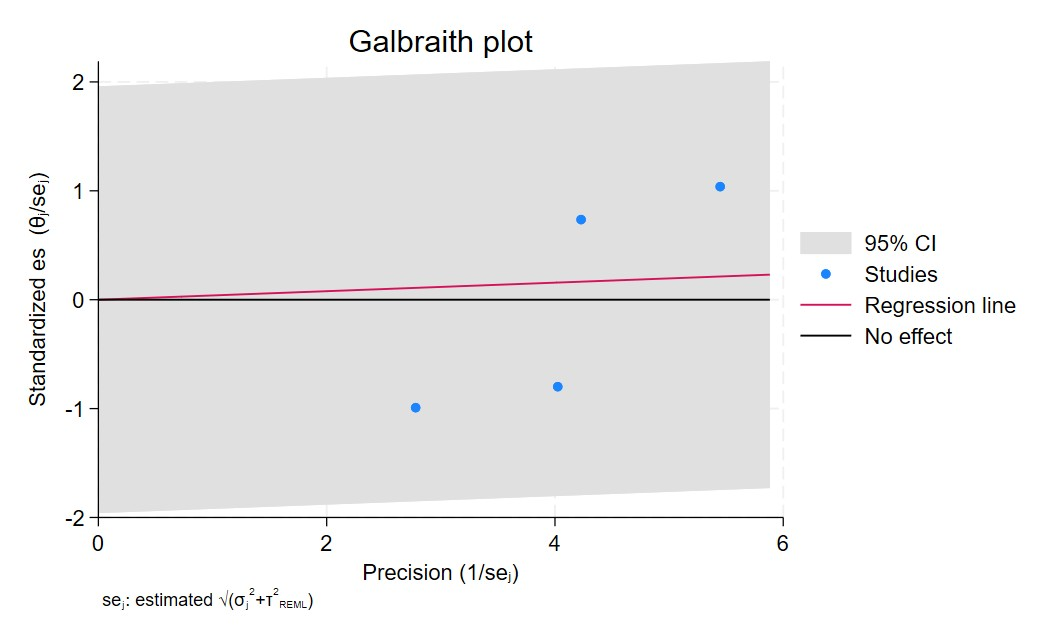 Galbraith plot
Standardized es (θⱼ/seⱼ)
2
1
0
-1
-2
0 2 4 6
Precision (1/seⱼ)
95% CI
Studies
Regression line
No effect
seⱼ: estimated √(σⱼ²+τ²REML)